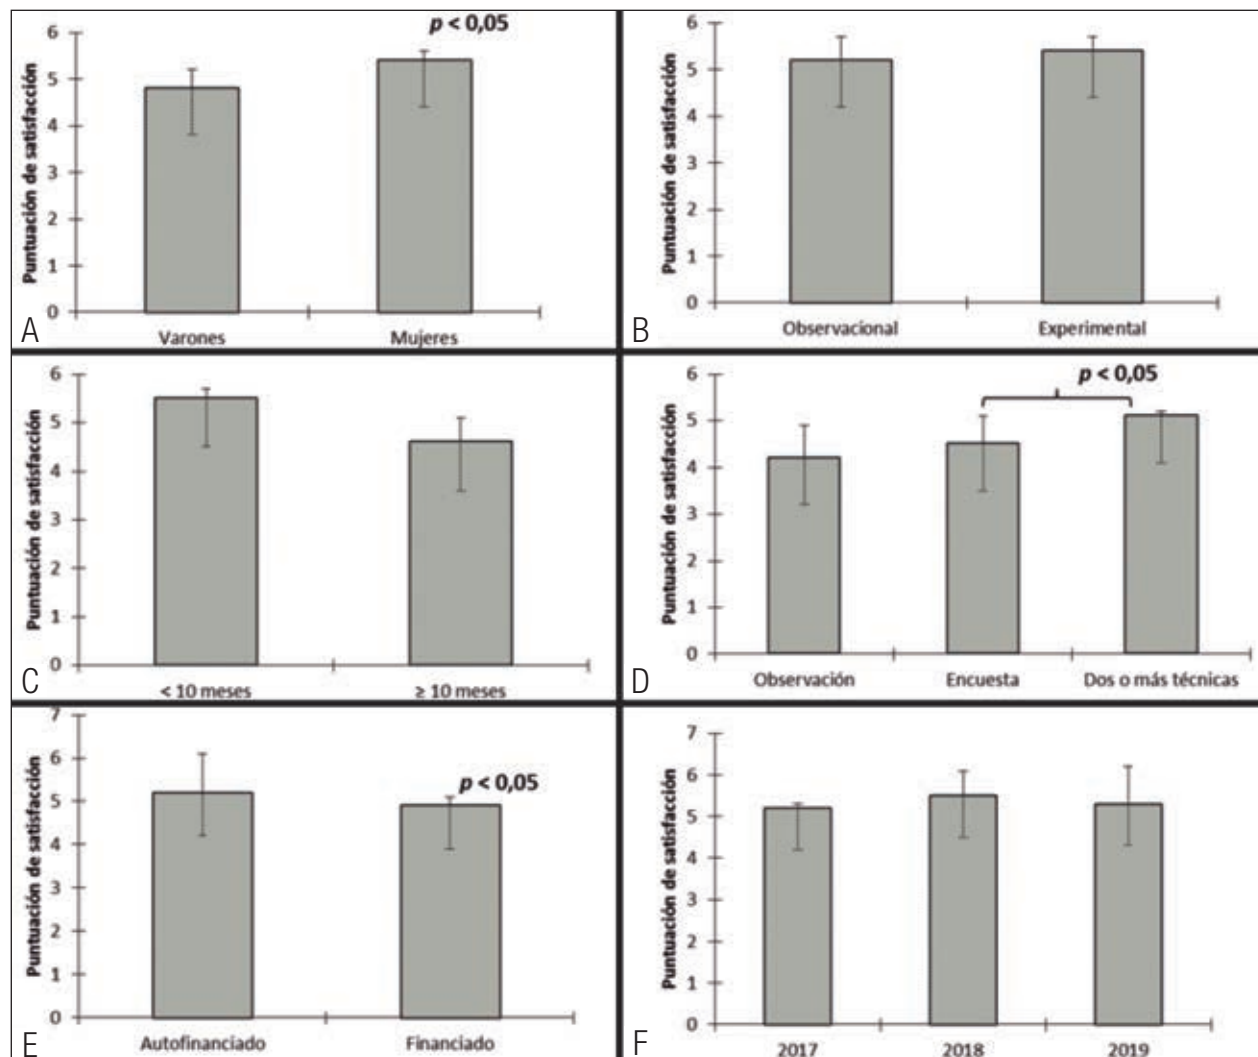 p < 0,05
Puntuación de satisfacción
6
5
4
3
2
1
0
Varones
Mujeres
A
Puntuación de satisfacción
6
5
4
3
2
1
0
Observacional
Experimental
B
Puntuación de satisfacción
6
5
4
3
2
1
0
< 10 meses
≥ 10 meses
C
p < 0,05
Puntuación de satisfacción
6
5
4
3
2
1
0
Observación
Encuesta
Dos o más técnicas
D
p < 0,05
Puntuación de satisfacción
7
6
5
4
3
2
1
0
Autofinanciado
Financiado
E
Puntuación de satisfacción
7
6
5
4
3
2
1
0
2017
2018
2019
F